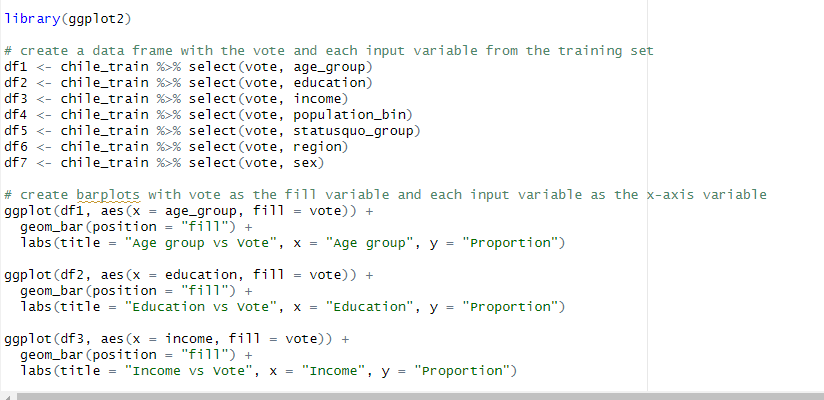 library(ggplot2)
# create a data frame with the vote and each input variable from the training set
df1 <- chile_train %>% select(vote, age_group)
df2 <- chile_train %>% select(vote, education)
df3 <- chile_train %>% select(vote, income)
df4 <- chile_train %>% select(vote, population_bin)
df5 <- chile_train %>% select(vote, statusquo_group)
df6 <- chile_train %>% select(vote, region)
df7 <- chile_train %>% select(vote, sex)
# create barplots with vote as the fill variable and each input variable as the x-axis variable
ggplot(df1, aes(x = age_group, fill = vote)) +
  geom_bar(position = "fill") +
  labs(title = "Age group vs Vote", x = "Age group", y = "Proportion")
ggplot(df2, aes(x = education, fill = vote)) +
  geom_bar(position = "fill") +
  labs(title = "Education vs Vote", x = "Education", y = "Proportion")
ggplot(df3, aes(x = income, fill = vote)) +
  geom_bar(position = "fill") +
  labs(title = "Income vs Vote", x = "Income", y = "Proportion")